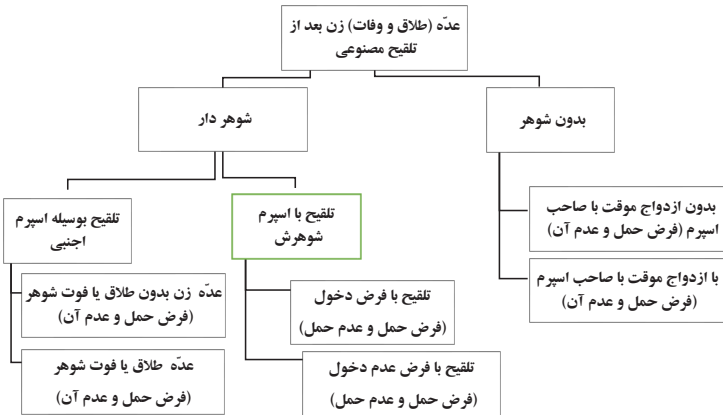 عدّه (طلاق و وفات) زن بعد از
تلقیح مصنوعی
بدون شوهر
شوهر دار
بدون ازدواج موقت با صاحب
اسپرم (فرض حمل و عدم آن)
با ازدواج موقت با صاحب اسپرم
(فرض حمل و عدم آن)
تلقیح با اسپرم
شوهرش
تلقیح با فرض دخول
(فرض حمل و عدم حمل)
تلقیح با فرض عدم دخول
(فرض حمل و عدم حمل)
تلقیح بوسیله اسپرم
اجنبی
عدّه زن بدون طلاق یا فوت شوهر
(فرض حمل و عدم آن)
عدّه طلاق یا فوت شوهر
(فرض حمل و عدم آن)